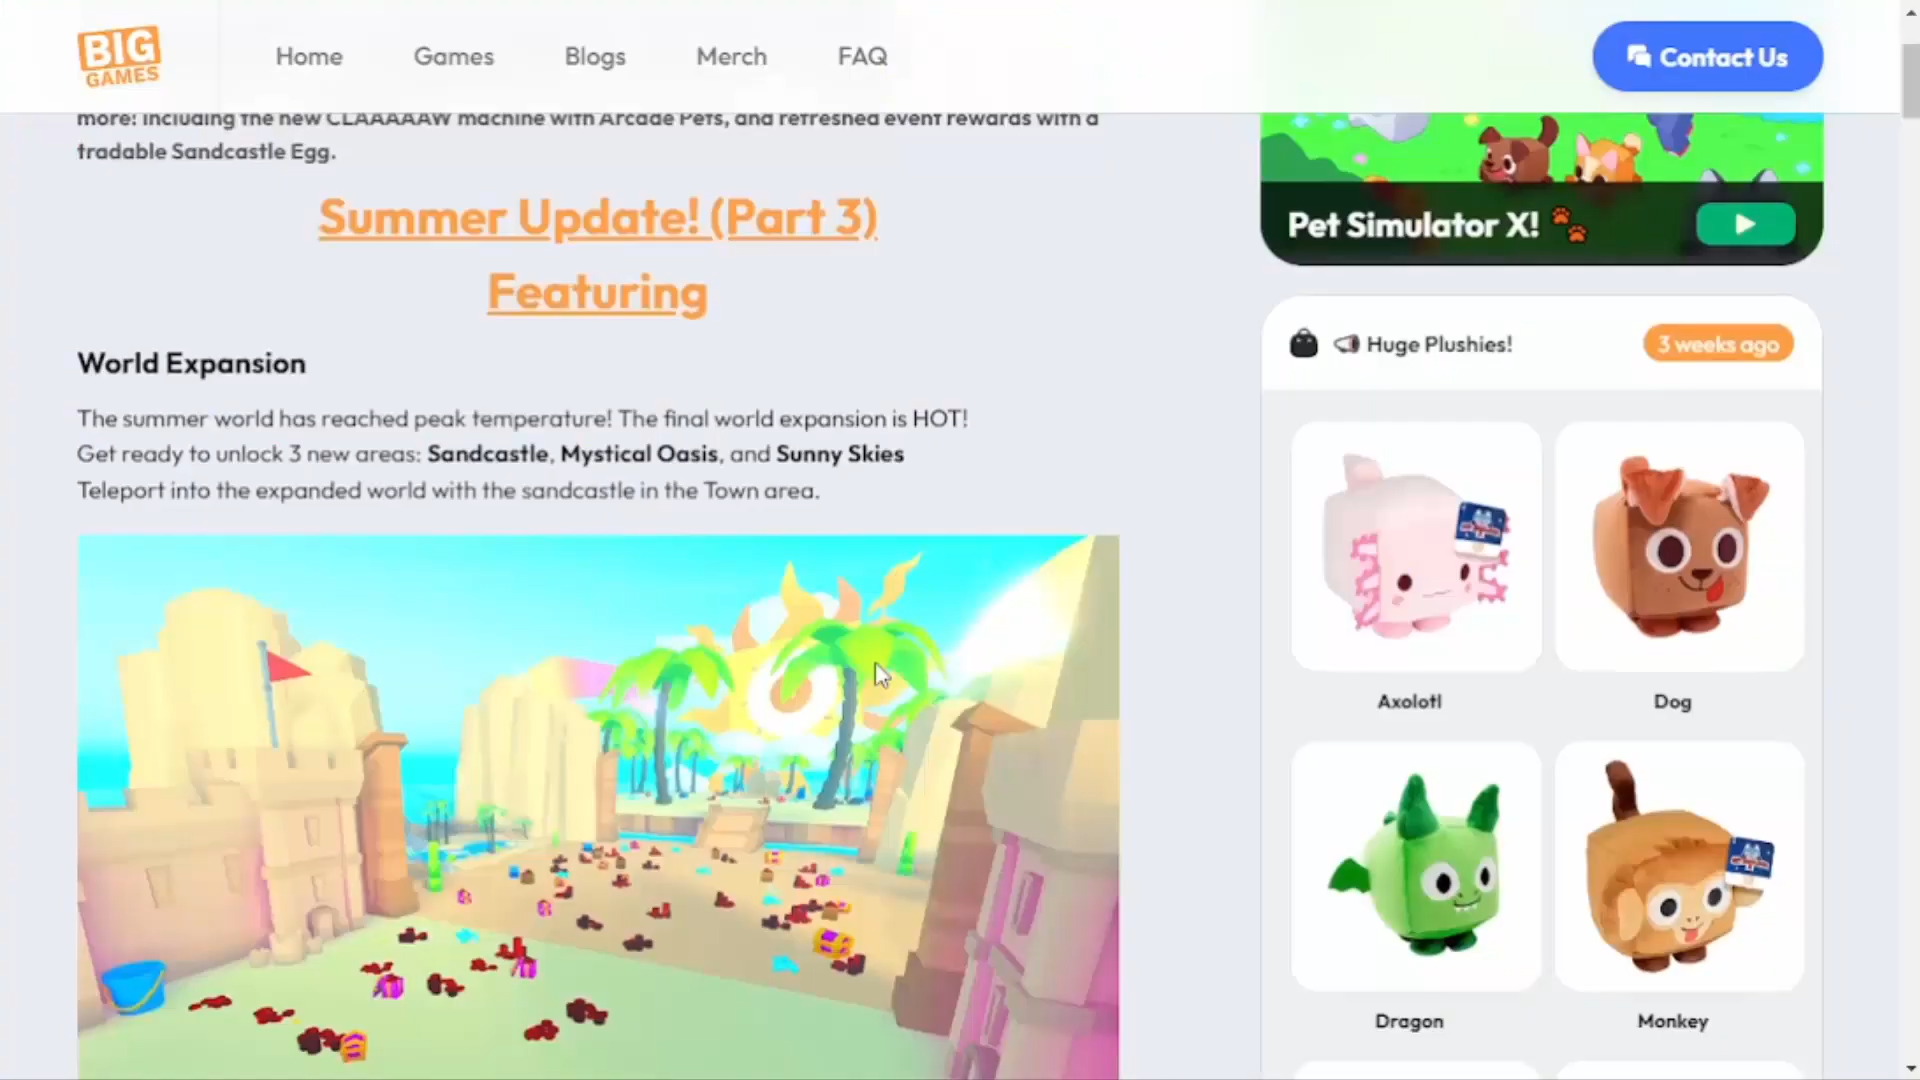 BIG
GAMES
Home
Games
Blogs
Merch
FAQ
Contact Us
more! Including the new CLAAAAAW machine with Arcade Pets, and refreshed event rewards with a
tradable Sandcastle Egg.
Summer Update! (Part 3)
Featuring
World Expansion
The summer world has reached peak temperature! The final world expansion is HOT!
Get ready to unlock 3 new areas: Sandcastle, Mystical Oasis, and Sunny Skies
Teleport into the expanded world with the sandcastle in the Town area.
Pet Simulator X!
Huge Plushies!
3 weeks ago
Axolotl
Dog
Dragon
Monkey